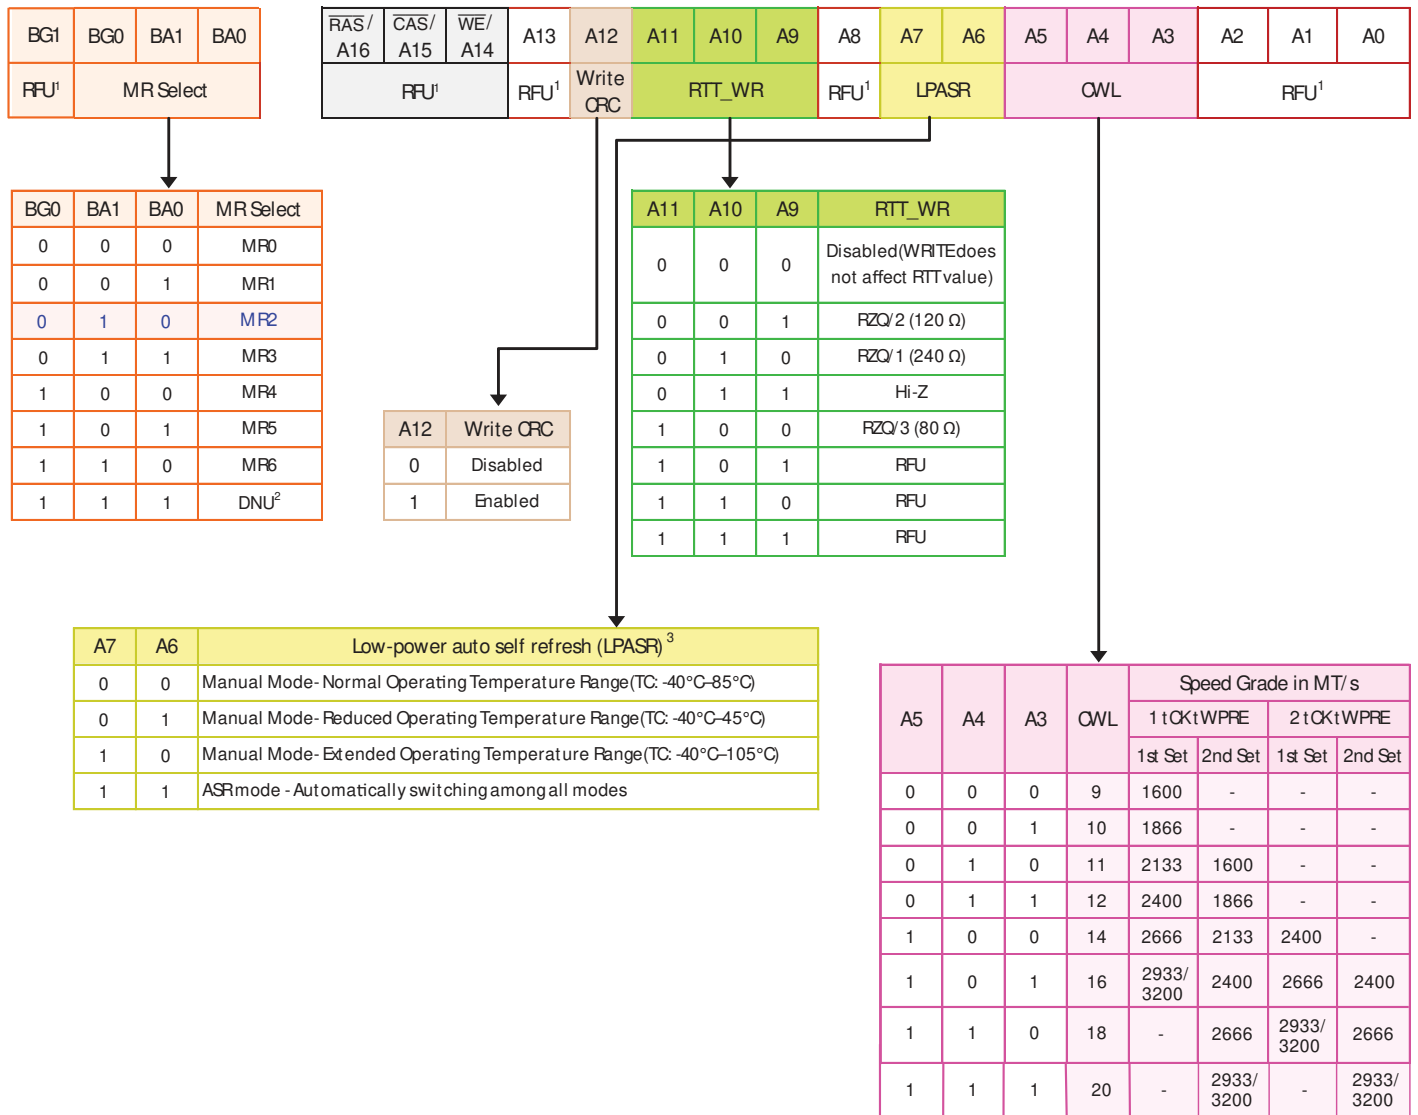 BG1 BG0 BA1 BA0 RAS/ A16 CAS/ A15 WE/ A14 A13 A12 A11 A10 A9 A8 A7 A6 A5 A4 A3 A2 A1 A0
RFU¹ MR Select RFU¹ RFU¹ Write CRC RTT_WR RFU¹ LPASR CWL RFU¹
BG0 BA1 BA0 MR Select
0 0 0 MR0
0 0 1 MR1
0 1 0 MR2
0 1 1 MR3
1 0 0 MR4
1 0 1 MR5
1 1 0 MR6
1 1 1 DNU²
A12 Write CRC
0 Disabled
1 Enabled
A11 A10 A9 RTT_WR
0 0 0 Disabled (WRITE does not affect RTT value)
0 0 1 RZQ/2 (120 Ω)
0 1 0 RZQ/1 (240 Ω)
0 1 1 Hi-Z
1 0 0 RZQ/3 (80 Ω)
1 0 1 RFU
1 1 0 RFU
1 1 1 RFU
A7 A6 Low-power auto self refresh (LPASR) ³
0 0 Manual Mode - Normal Operating Temperature Range (TC: -40°C–85°C)
0 1 Manual Mode - Reduced Operating Temperature Range (TC: -40°C–45°C)
1 0 Manual Mode - Extended Operating Temperature Range (TC: -40°C–105°C)
1 1 ASR mode - Automatically switching among all modes
A5 A4 A3 CWL Speed Grade in MT/s
1 tCK tWPRE 2 tCK tWPRE
1st Set 2nd Set 1st Set 2nd Set
0 0 0 9 1600 - - -
0 0 1 10 1866 - - -
0 1 0 11 2133 1600 - -
0 1 1 12 2400 1866 - -
1 0 0 14 2666 2133 2400 -
1 0 1 16 2933/ 3200 2400 2666 2400
1 1 0 18 - 2666 2933/ 3200 2666
1 1 1 20 - 2933/ 3200 - 2933/ 3200